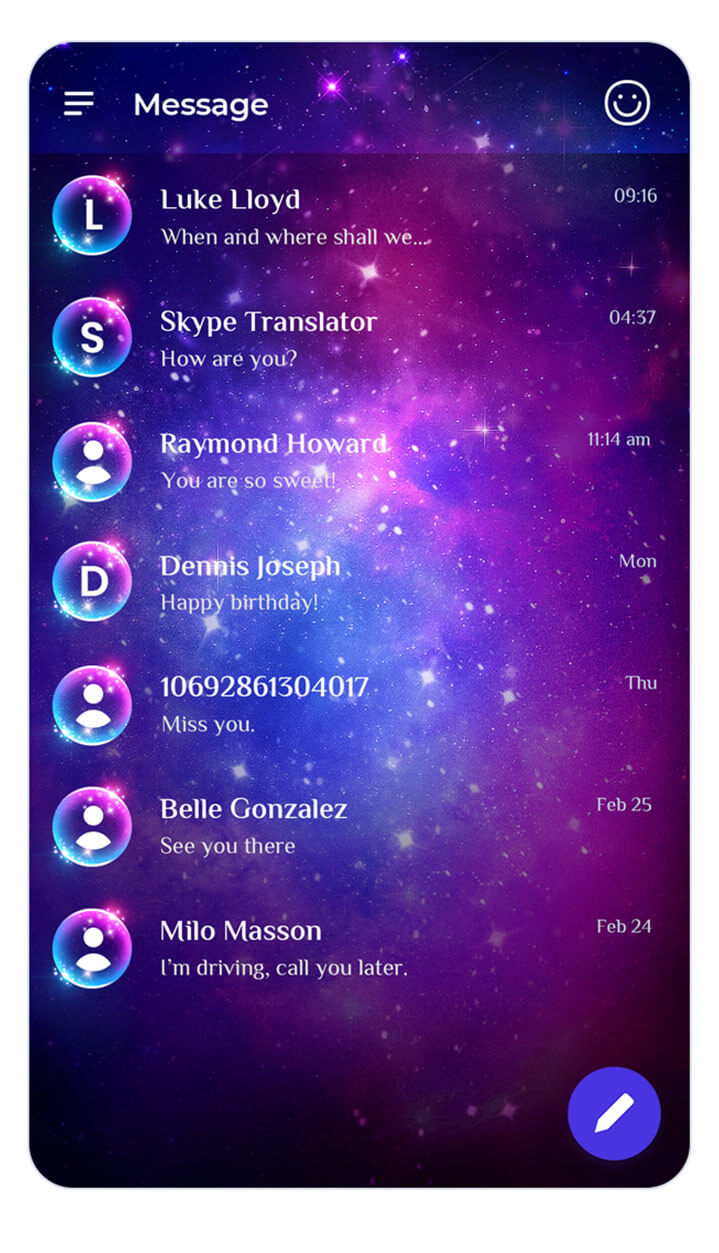 Message
L
Luke Lloyd
09:16
When and where shall we...
S
Skype Translator
04:37
How are you?
Raymond Howard
11:14 am
You are so sweet!
D
Dennis Joseph
Mon
Happy birthday!
10692861304017
Thu
Miss you.
Belle Gonzalez
Feb 25
See you there
Milo Masson
Feb 24
I'm driving, call you later.